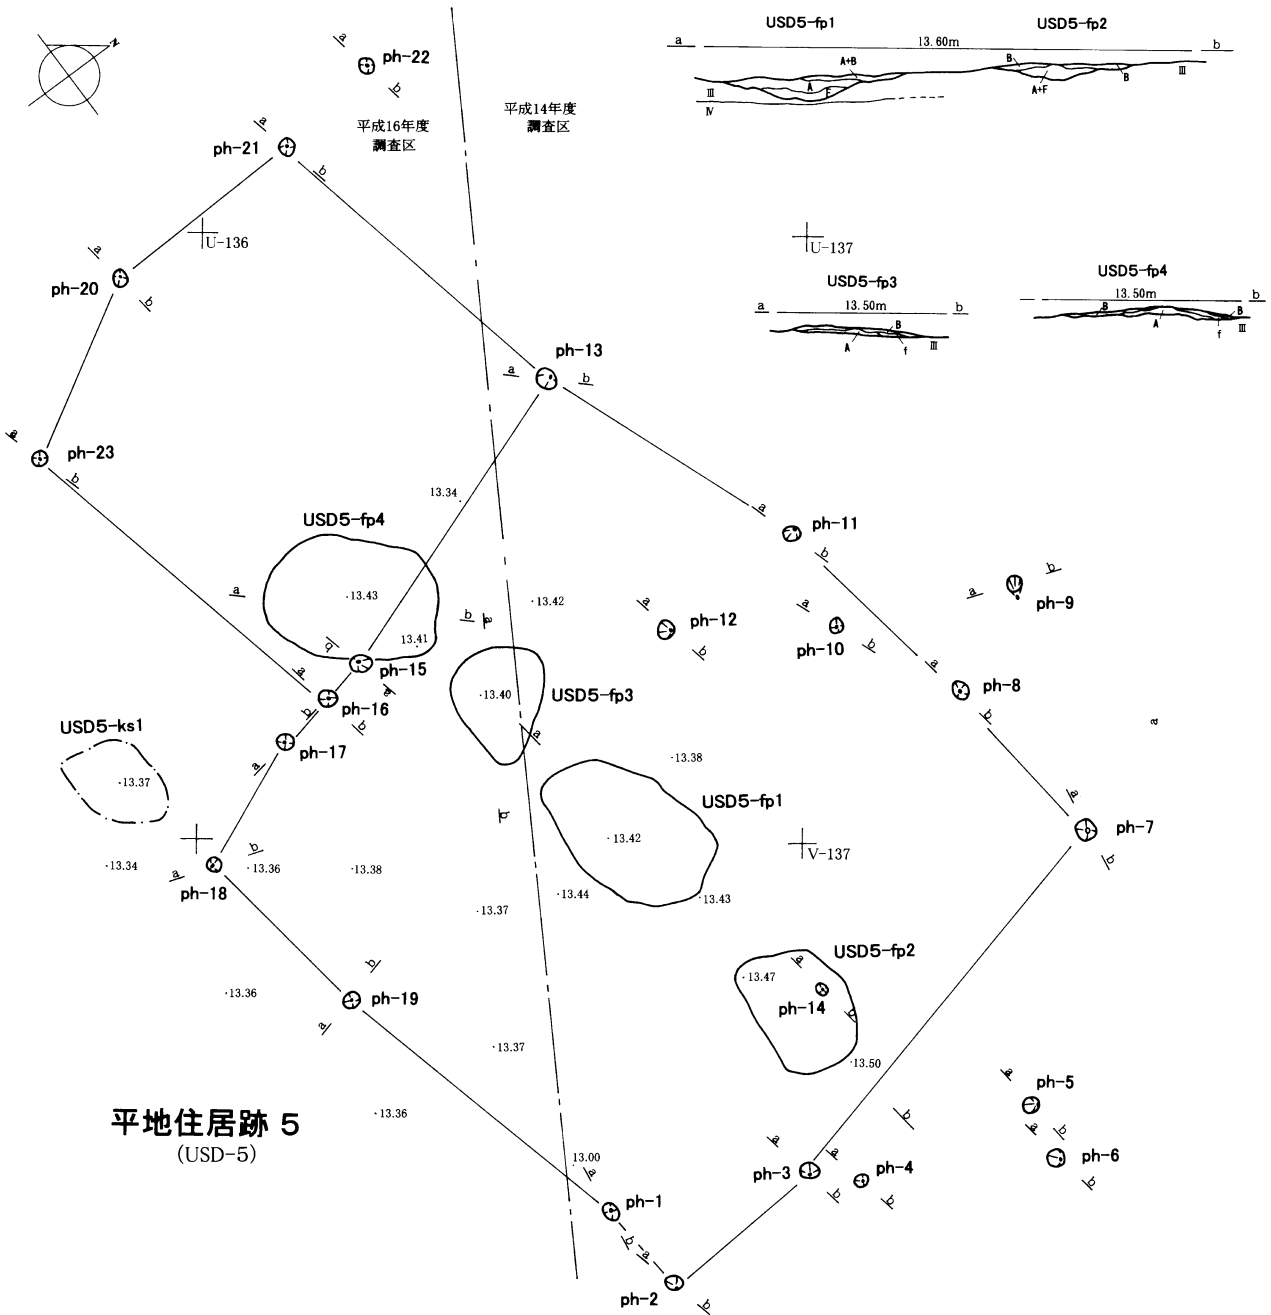 N
USD5-fp1
USD5-fp2
a
13.60m
b
A+B
B
A
F
A+F
B
III
III
IV
a
ph-22
b
平成16年度
調査区
平成14年度
調査区
a
ph-21
b
U-136
U-137
a
ph-20
b
USD5-fp3
a
13.50m
b
B
A
f
III
USD5-fp4
13.50m
b
B
B
A
f
III
ph-13
a
b
a
ph-23
b
13.34
USD5-fp4
a
13.43
13.41
b
a
13.42
a
ph-11
b
a
b
ph-9
a
ph-12
b
a
ph-10
b
a
ph-8
b
b
ph-15
a
a
ph-16
b
b
13.40
USD5-fp3
a
a
USD5-ks1
13.37
ph-17
a
13.38
USD5-fp1
13.42
b
a
ph-7
b
V-137
13.34
b
13.36
a
ph-18
13.38
13.37
13.44
13.43
USD5-fp2
13.47
a
ph-14
b
13.50
13.36
b
ph-19
a
13.37
13.36
a
ph-5
a
b
ph-6
b
平地住居跡 5
(USD-5)
13.00
a
ph-1
b
a
ph-2
b
a
ph-3
b
a
ph-4
b
b